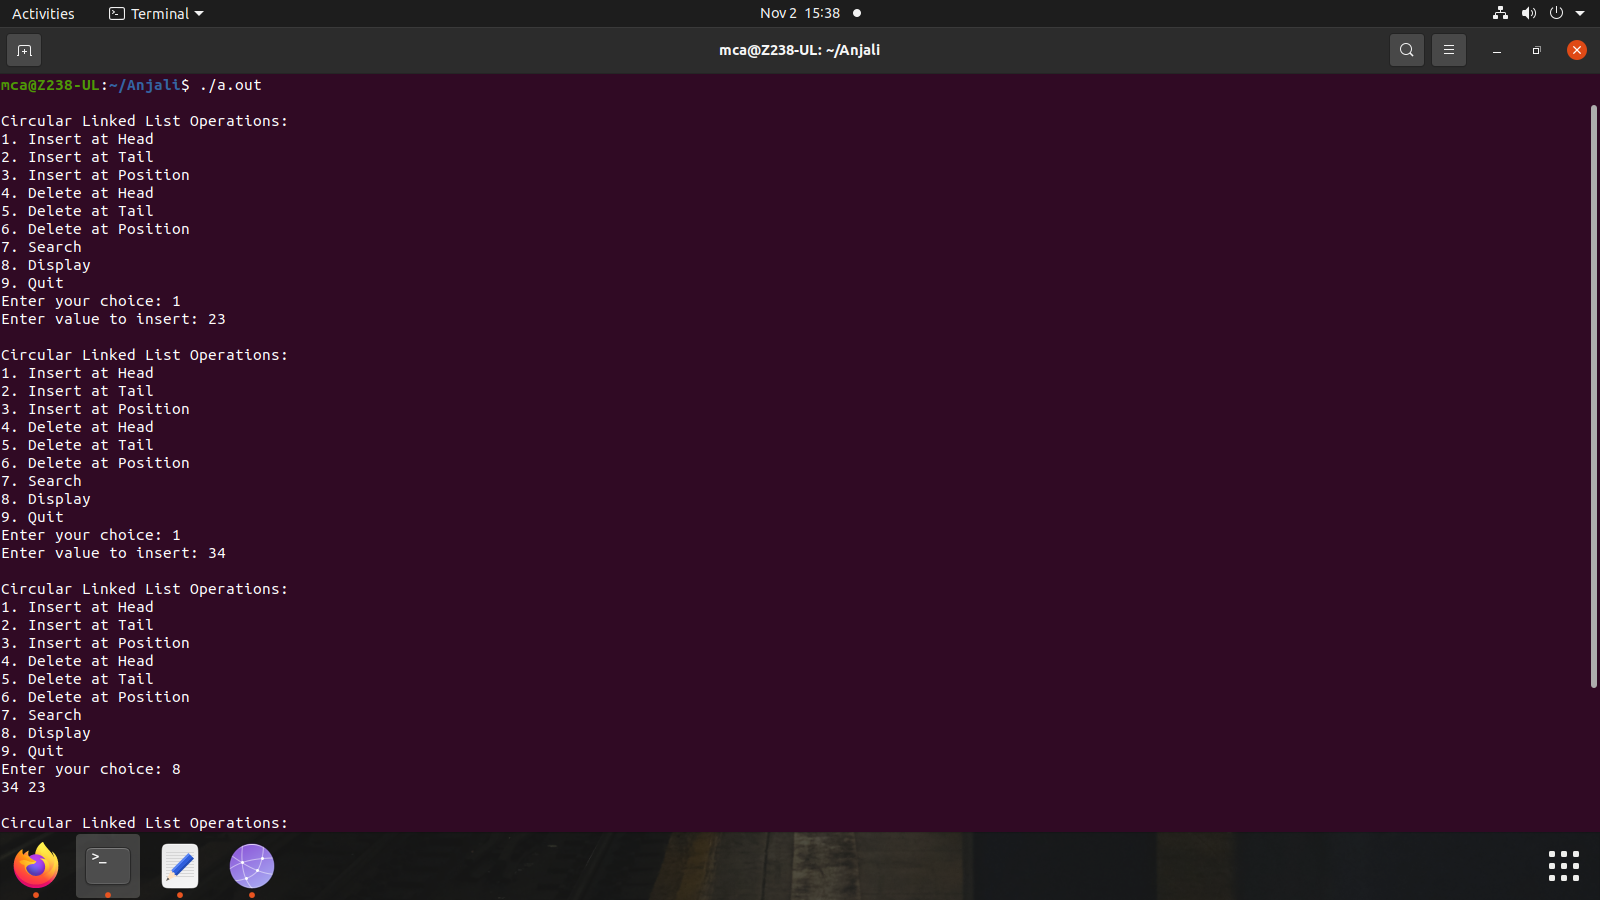 Activities Terminal Nov 2 15:38
mca@Z238-UL: ~/Anjali
mca@Z238-UL:~/Anjali$ ./a.out
Circular Linked List Operations:
1. Insert at Head
2. Insert at Tail
3. Insert at Position
4. Delete at Head
5. Delete at Tail
6. Delete at Position
7. Search
8. Display
9. Quit
Enter your choice: 1
Enter value to insert: 23
Circular Linked List Operations:
1. Insert at Head
2. Insert at Tail
3. Insert at Position
4. Delete at Head
5. Delete at Tail
6. Delete at Position
7. Search
8. Display
9. Quit
Enter your choice: 1
Enter value to insert: 34
Circular Linked List Operations:
1. Insert at Head
2. Insert at Tail
3. Insert at Position
4. Delete at Head
5. Delete at Tail
6. Delete at Position
7. Search
8. Display
9. Quit
Enter your choice: 8
34 23
Circular Linked List Operations:
>_